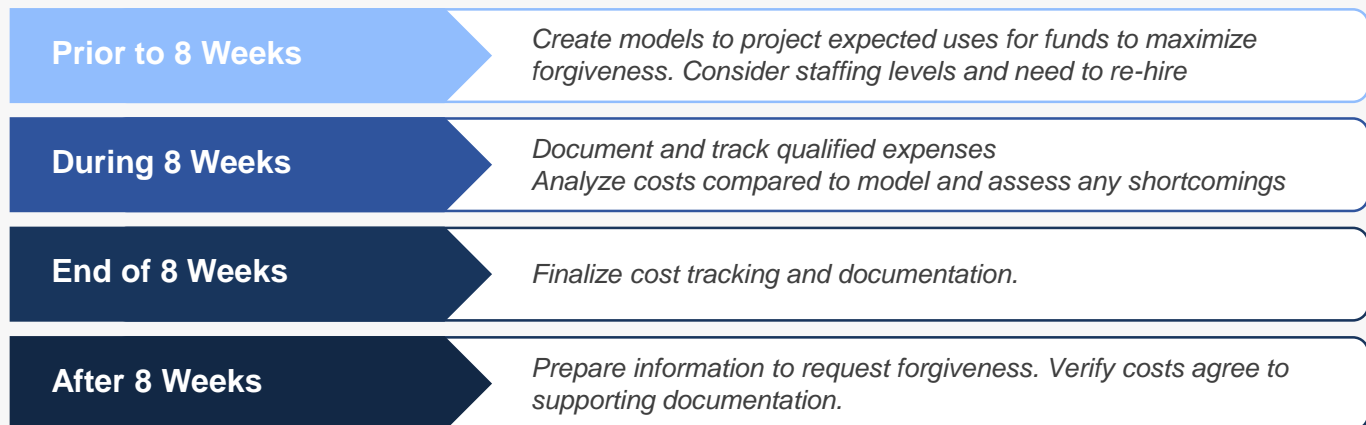 Prior to 8 Weeks
Create models to project expected uses for funds to maximize
forgiveness. Consider staffing levels and need to re-hire
During 8 Weeks
Document and track qualified expenses
Analyze costs compared to model and assess any shortcomings
End of 8 Weeks
Finalize cost tracking and documentation.
After 8 Weeks
Prepare information to request forgiveness. Verify costs agree to
supporting documentation.